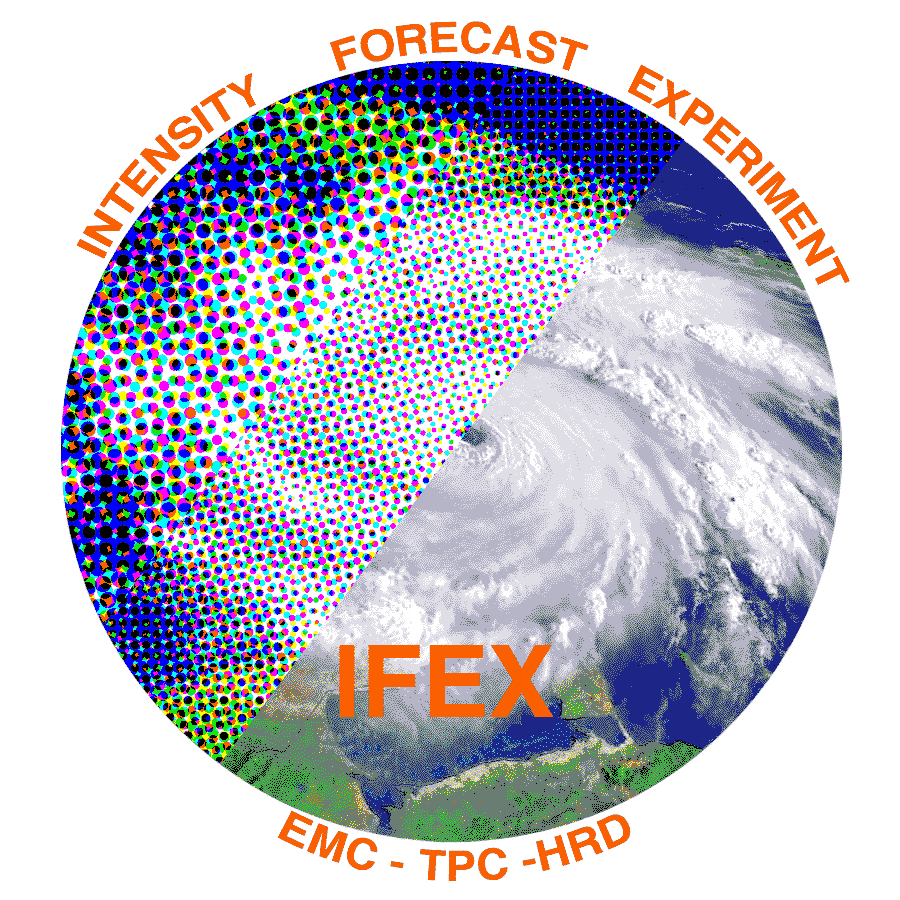 INTENSITY FORECAST EXPERIMENT
IFEX
EMC - TPC -HRD